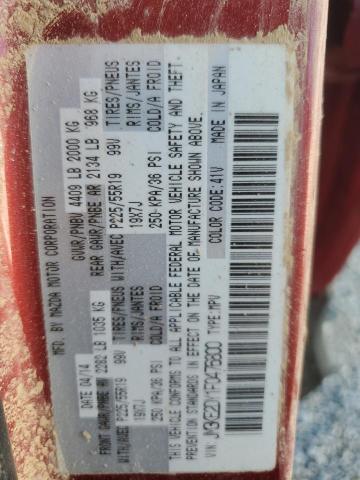 MFD BY MAZDA MOTOR CORPORATION
DATE 04/14 GVWR/PNBV 4409 LB 2000 KG
FRONT GAWR/PNBE AV 2282 LB 1035 KG REAR GAWR/PNBE AR 2134 LB 968 KG
WITH/AVEC P225/55R19 99V TIRES/PNEUS WITH/AVEC P225/55R19 99V TIRES/PNEUS
19X7J RIMS/JANTES 19X7J RIMS/JANTES
250 KPA/36 PSI COLD/A FROID 250-KPA/36 PSI COLD/A FROID
THIS VEHICLE CONFORMS TO ALL APPLICABLE FEDERAL MOTOR VEHICLE SAFETY AND THEFT
PREVENTION STANDARDS IN EFFECT ON THE DATE OF MANUFACTURE SHOWN ABOVE.
TYPE: MPV COLOR CODE: 41V MADE IN JAPAN
VIN: